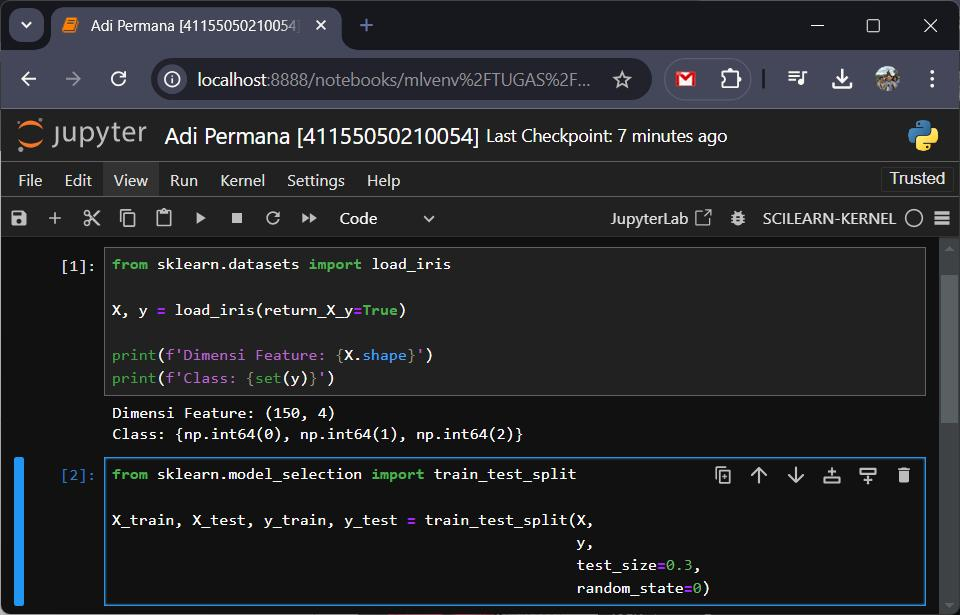 Adi Permana [41155050210054]
localhost:8888/notebooks/mlvenv%2FTUGAS%2F...
jupyter Adi Permana [41155050210054] Last Checkpoint: 7 minutes ago
File Edit View Run Kernel Settings Help Trusted
Code JupyterLab SCILEARN-KERNEL
[1]: from sklearn.datasets import load_iris
X, y = load_iris(return_X_y=True)
print(f'Dimensi Feature: {X.shape}')
print(f'Class: {set(y)}')
Dimensi Feature: (150, 4)
Class: {np.int64(0), np.int64(1), np.int64(2)}
[2]: from sklearn.model_selection import train_test_split
X_train, X_test, y_train, y_test = train_test_split(X,
y,
test_size=0.3,
random_state=0)